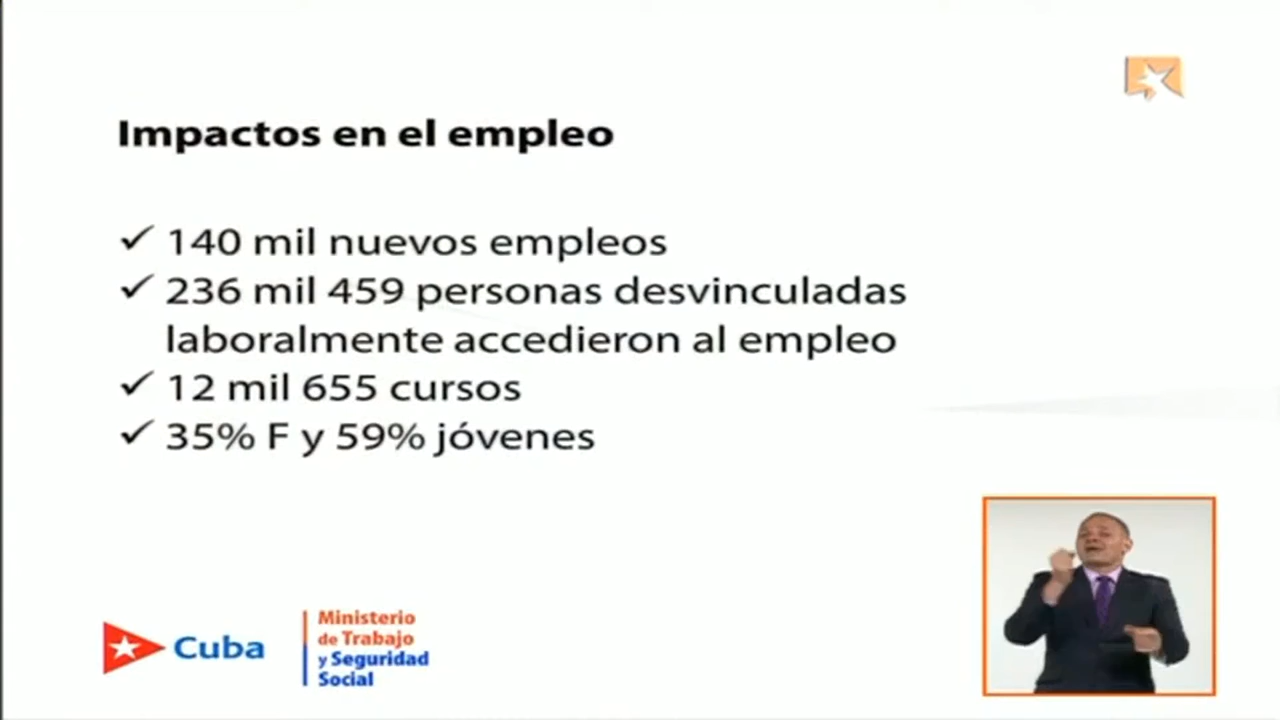 Impactos en el empleo
✓ 140 mil nuevos empleos
✓ 236 mil 459 personas desvinculadas
laboralmente accedieron al empleo
✓ 12 mil 655 cursos
✓ 35% F y 59% jóvenes
Cuba
Ministerio
de Trabajo
y Seguridad
Social